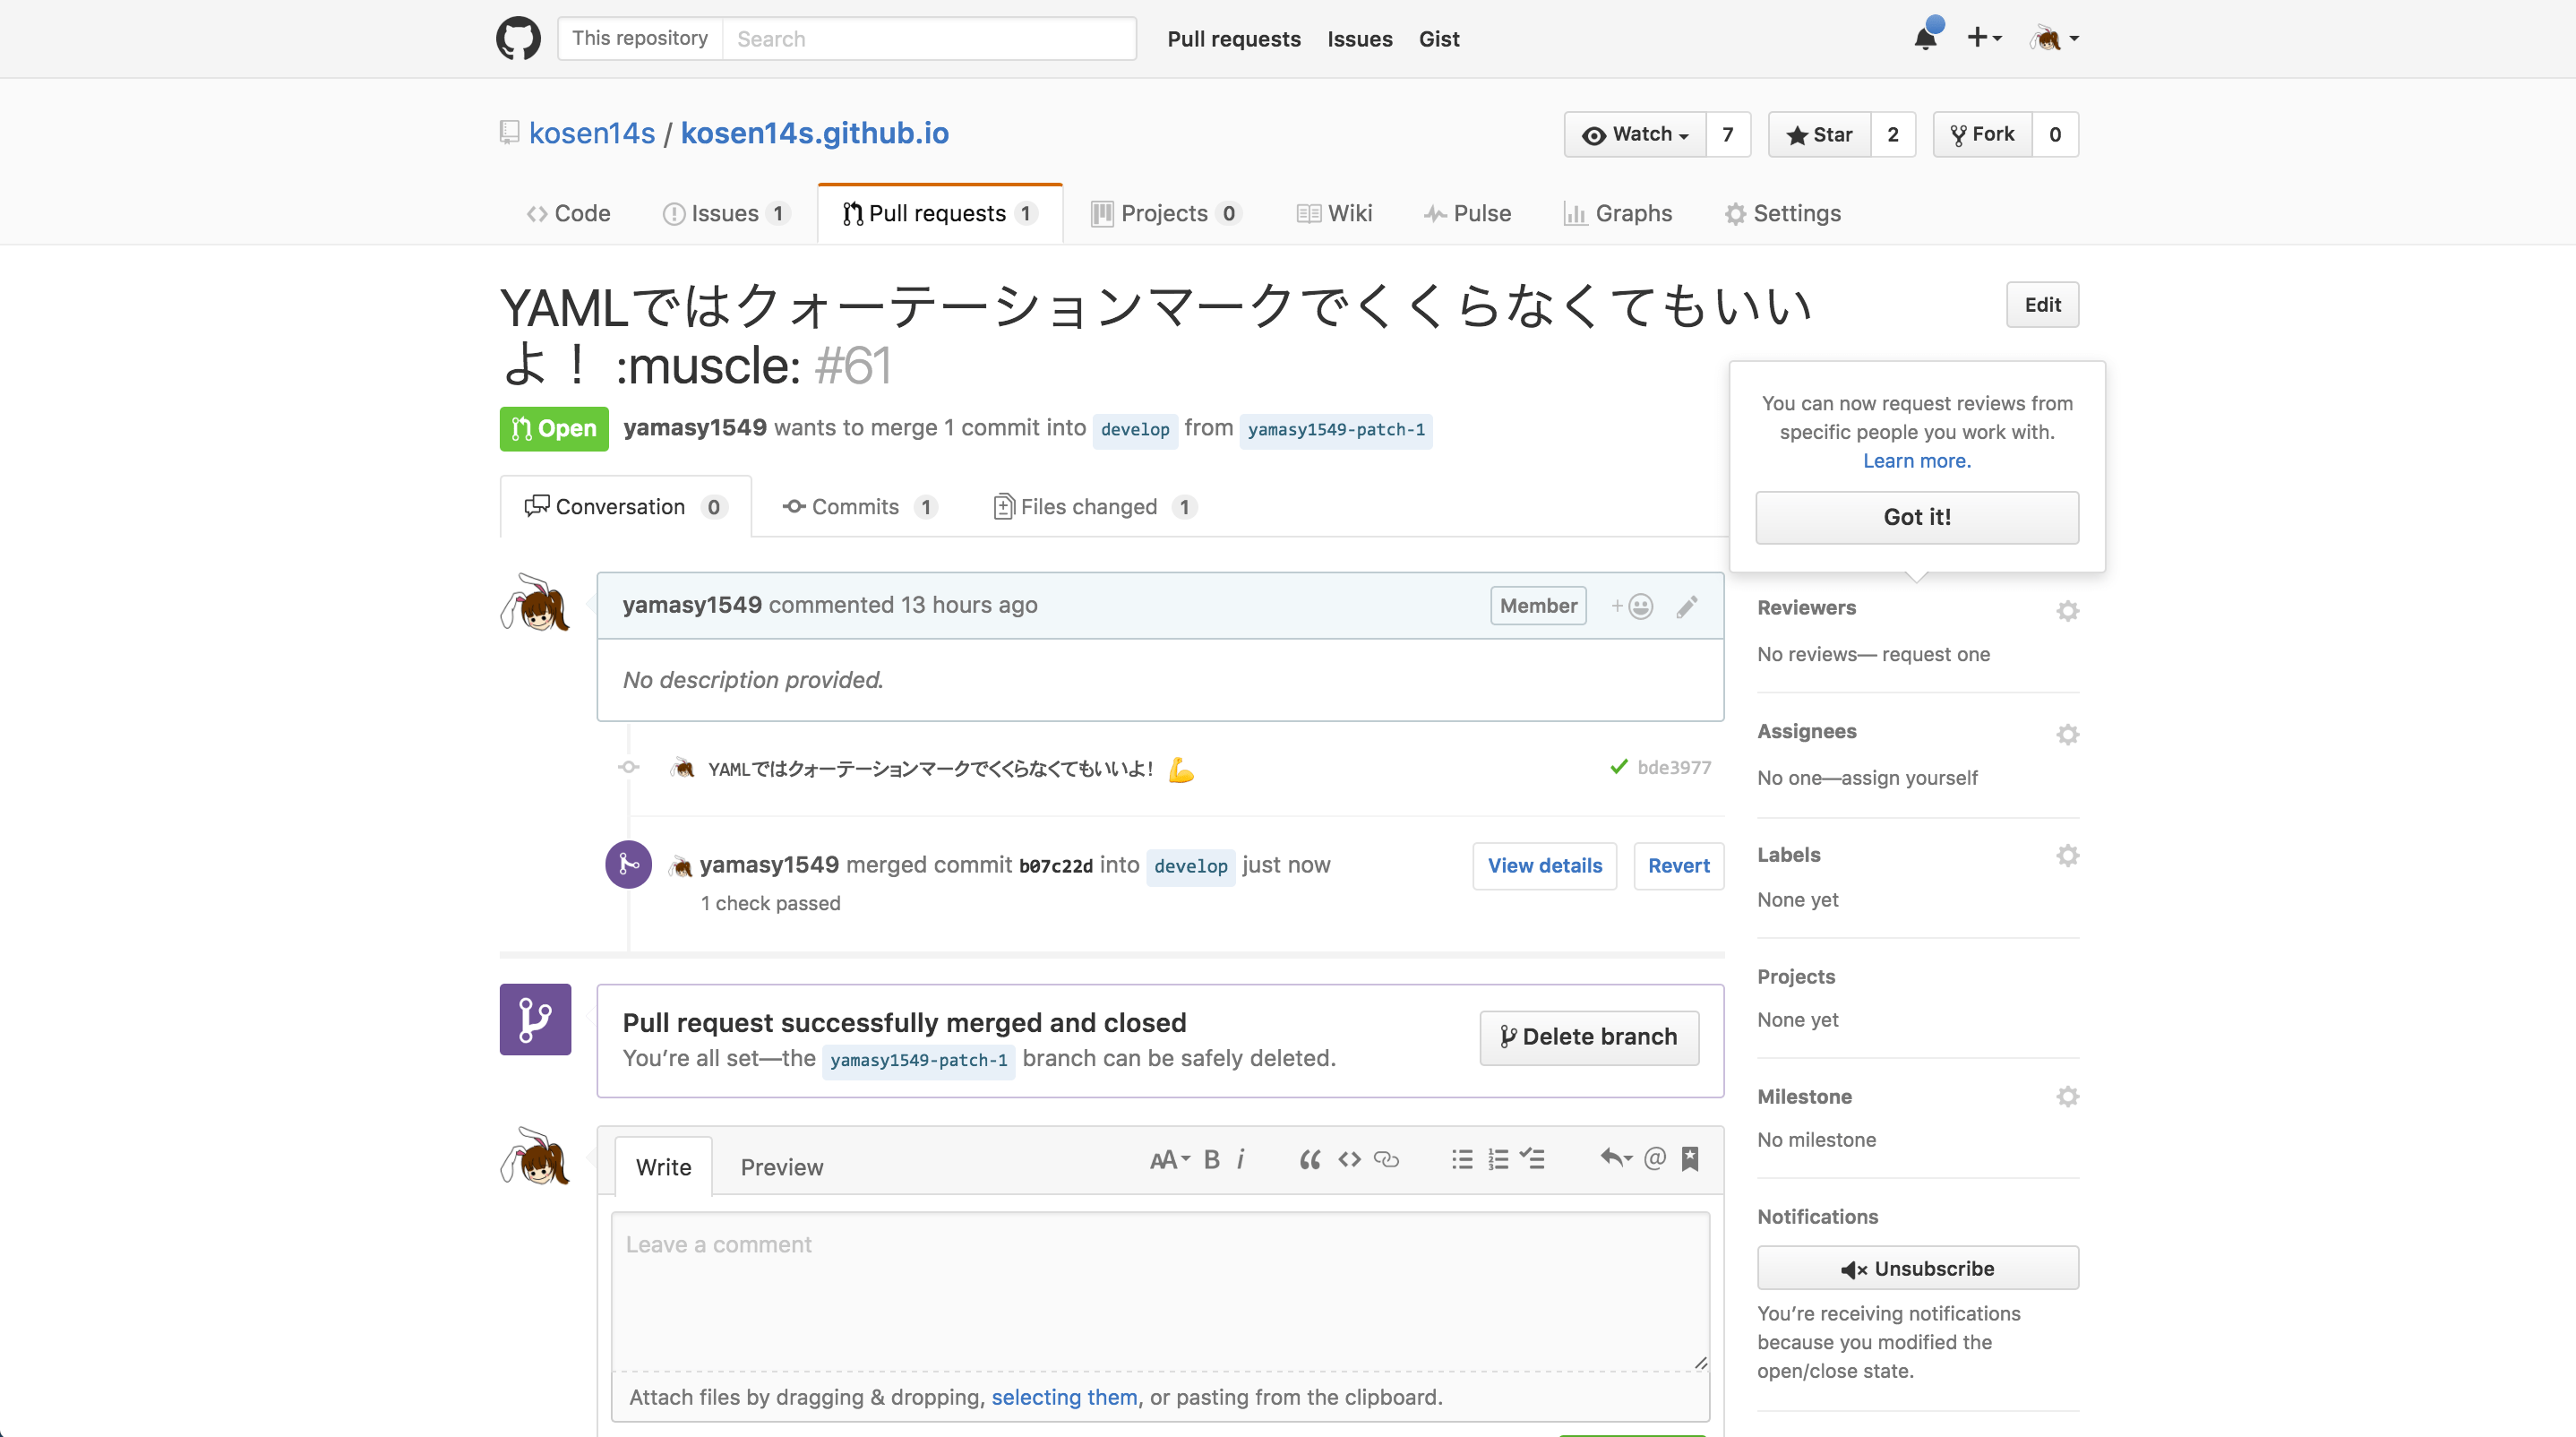 This repository Search Pull requests Issues Gist
kosen14s / kosen14s.github.io Watch 7 Star 2 Fork 0
Code Issues 1 Pull requests 1 Projects 0 Wiki Pulse Graphs Settings
YAMLではクォーテーションマークでくくらなくてもいい
よ！ :muscle: #61
Edit
Open yamasy1549 wants to merge 1 commit into develop from yamasy1549-patch-1
You can now request reviews from
specific people you work with.
Learn more.
Got it!
Conversation 0 Commits 1 Files changed 1
yamasy1549 commented 13 hours ago Member
No description provided.
YAMLではクォーテーションマークでくくらなくてもいいよ！ 💪 bde3977
yamasy1549 merged commit b07c22d into develop just now View details Revert
1 check passed
Pull request successfully merged and closed
You're all set—the yamasy1549-patch-1 branch can be safely deleted.
Delete branch
Write Preview AA B i
Leave a comment
Attach files by dragging & dropping, selecting them, or pasting from the clipboard.
Reviewers
No reviews— request one
Assignees
No one—assign yourself
Labels
None yet
Projects
None yet
Milestone
No milestone
Notifications
Unsubscribe
You're receiving notifications
because you modified the
open/close state.